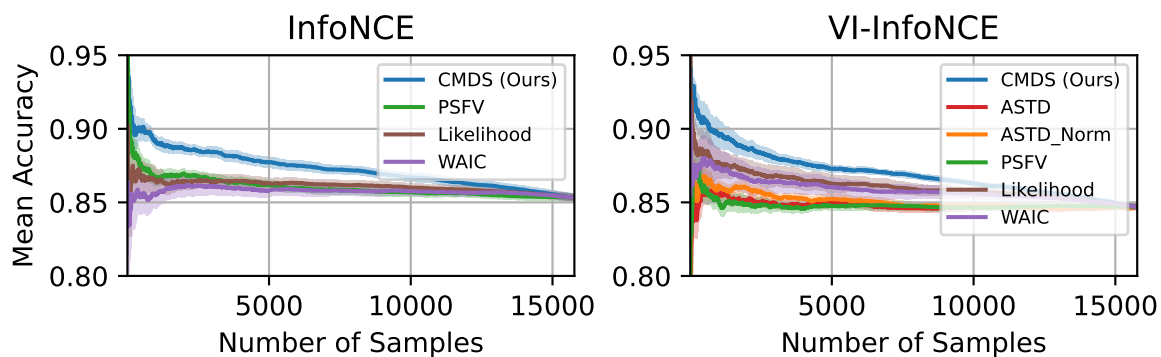 InfoNCE
Mean Accuracy
0.95
0.90
0.85
0.80
CMDS (Ours)
PSFV
Likelihood
WAIC
5000
10000
15000
Number of Samples
VI-InfoNCE
0.95
0.90
0.85
0.80
CMDS (Ours)
ASTD
ASTD_Norm
PSFV
Likelihood
WAIC
5000
10000
15000
Number of Samples